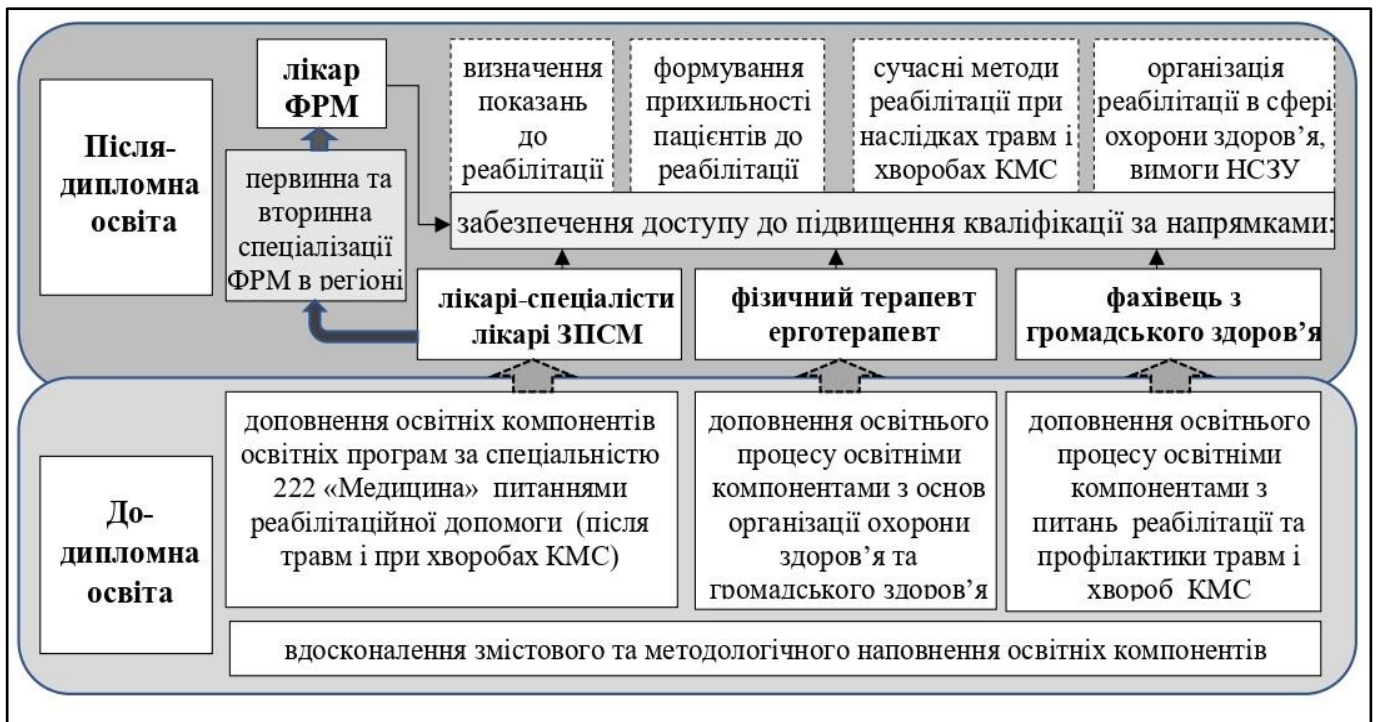 Після-
дипломна
освіта
лікар
ФРМ
первинна та
вторинна
спеціалізації
ФРМ в регіоні
визначення
показань
до
реабілітації
формування
прихильності
пацієнтів до
реабілітації
сучасні методи
реабілітації при
наслідках травм і
хворобах КМС
організація
реабілітації в сфері
охорони здоров’я,
вимоги НСЗУ
забезпечення доступу до підвищення кваліфікації за напрямками:
лікарі-спеціалісти
лікарі ЗПСМ
фізичний терапевт
ерготерапевт
фахівець з
громадського здоров’я
До-
дипломна
освіта
доповнення освітніх компонентів
освітніх програм за спеціальністю
222 «Медицина» питаннями
реабілітаційної допомоги (після
травм і при хворобах КМС)
доповнення освітнього
процесу освітніми
компонентами з основ
організації охорони
здоров’я та
громадського здоров’я
доповнення освітнього
процесу освітніми
компонентами з
питань реабілітації та
профілактики травм і
хвороб КМС
вдосконалення змістового та методологічного наповнення освітніх компонентів